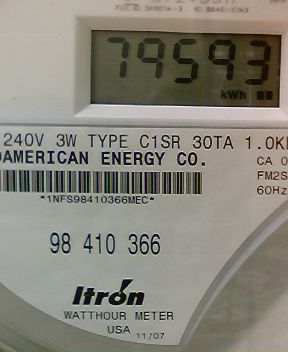 79593
kWh
240V 3W TYPE C1SR 30TA 1.0K
AMERICAN ENERGY CO.
CA 0
FM2S
60Hz
*1NFS98410366MEC*
98 410 366
Itron
WATTHOUR METER
USA 11/07